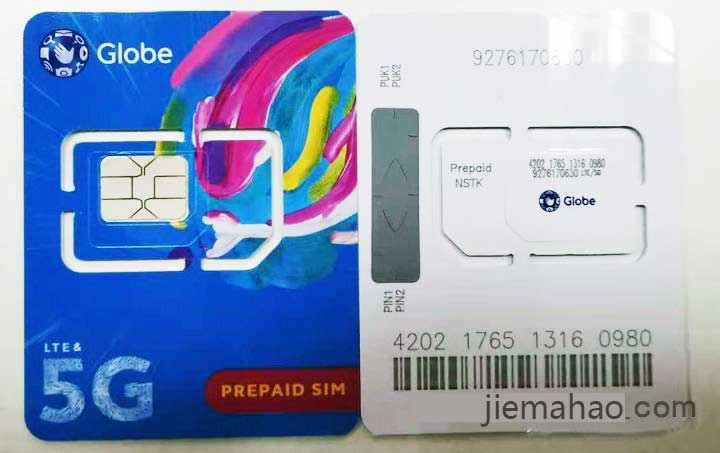 Globe
LTE &
5G
PREPAID SIM
9276170630
PUK1
PUK2
Prepaid
NSTK
4202 1765 1316 0980
9276170630 LTE/5G
Globe
PIN1
PIN2
4202 1765 1316 0980
jiemahao.com